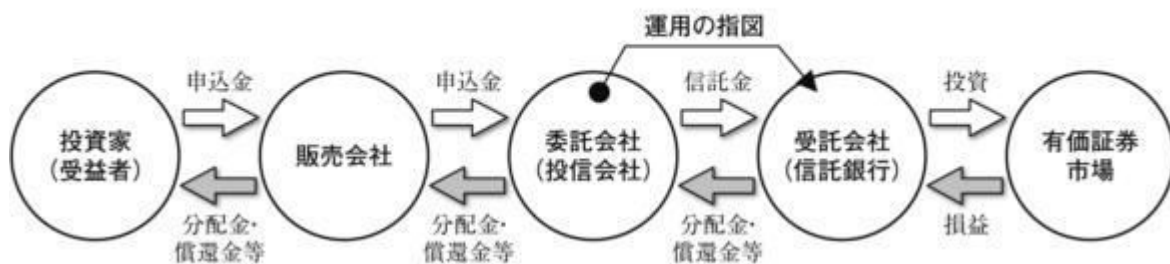 運用の指図
申込金
申込金
信託金
投資
投資家
(受益者)
販売会社
委託会社
(投信会社)
受託会社
(信託銀行)
有価証券
市場
分配金・
償還金等
分配金・
償還金等
分配金・
償還金等
損益